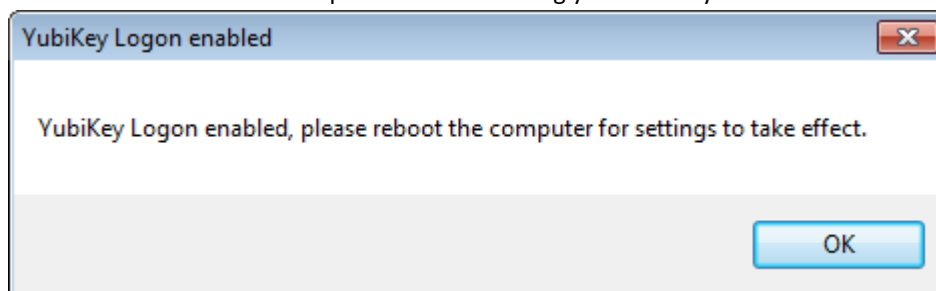 YubiKey Logon enabled
YubiKey Logon enabled, please reboot the computer for settings to take effect.
OK